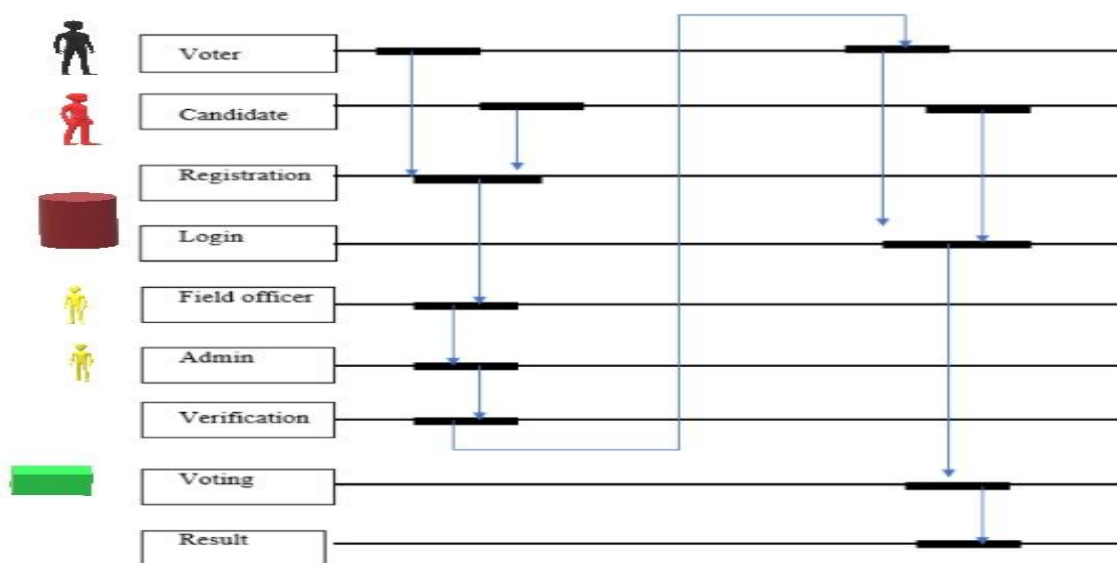 Voter
Candidate
Registration
Login
Field officer
Admin
Verification
Voting
Result